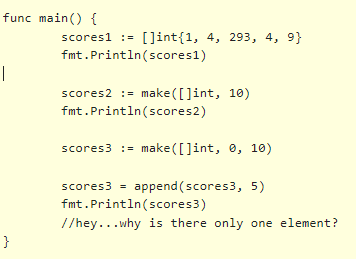 func main() {
scores1 := []int{1, 4, 293, 4, 9}
fmt.Println(scores1)
scores2 := make([]int, 10)
fmt.Println(scores2)
scores3 := make([]int, 0, 10)
scores3 = append(scores3, 5)
fmt.Println(scores3)
//hey...why is there only one element?
}